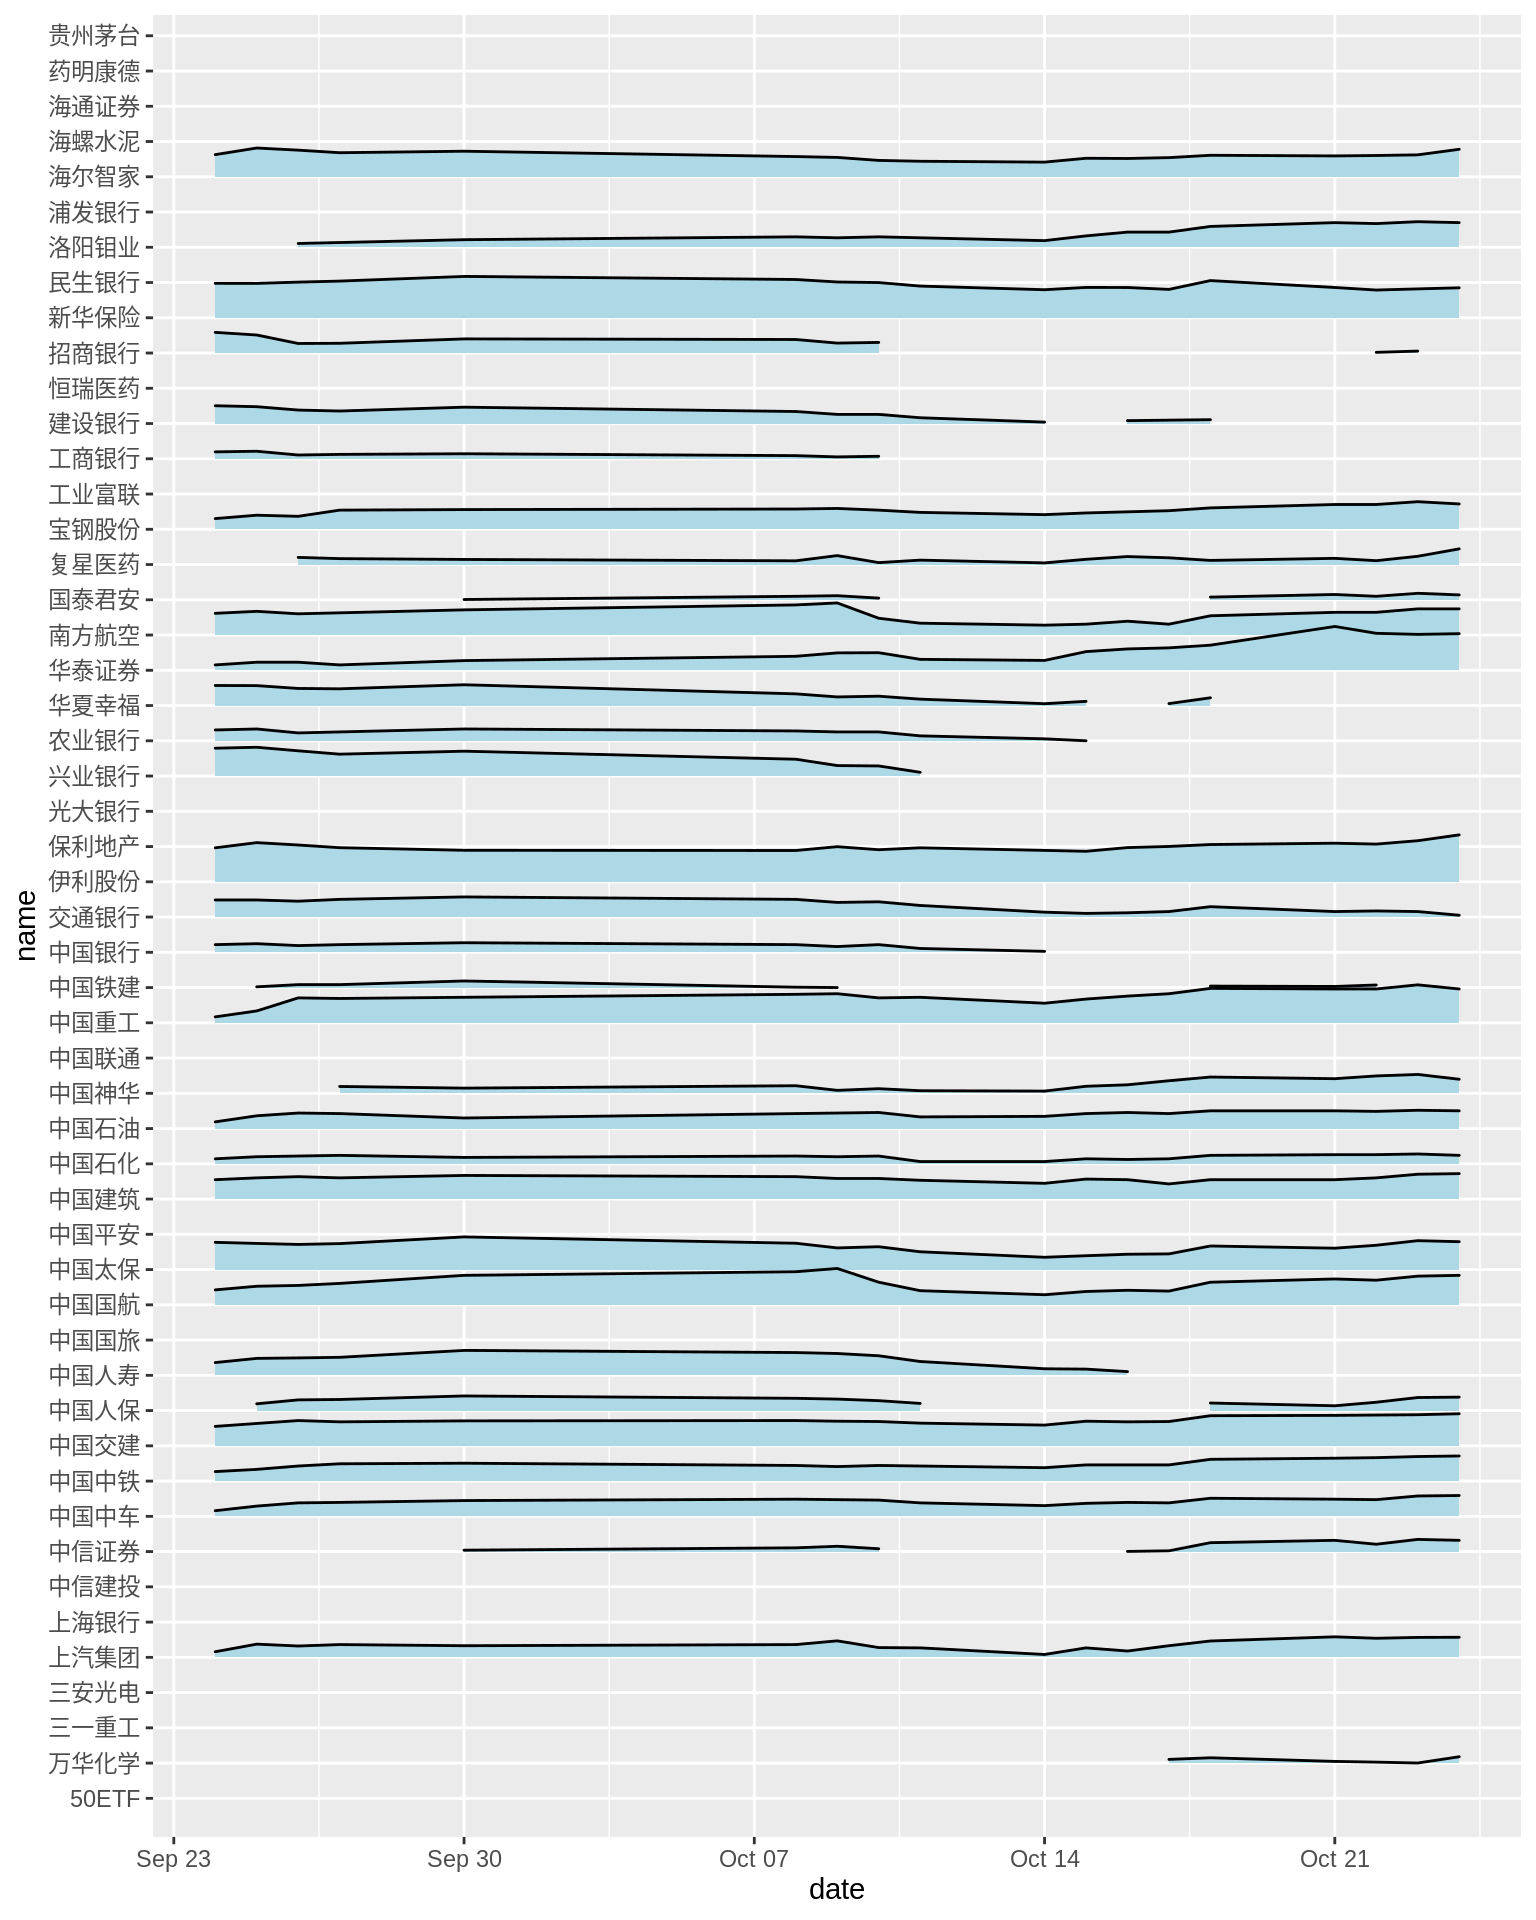 贵州茅台
药明康德
海通证券
海螺水泥
海尔智家
浦发银行
洛阳钼业
民生银行
新华保险
招商银行
恒瑞医药
建设银行
工商银行
工业富联
宝钢股份
复星医药
国泰君安
南方航空
华泰证券
华夏幸福
农业银行
兴业银行
光大银行
保利地产
伊利股份
交通银行
中国银行
中国铁建
中国重工
中国联通
中国神华
中国石油
中国石化
中国建筑
中国平安
中国太保
中国国航
中国国旅
中国人寿
中国人保
中国交建
中国中铁
中国中车
中信证券
中信建投
上海银行
上汽集团
三安光电
三一重工
万华化学
50ETF
name
Sep 23 Sep 30 Oct 07 Oct 14 Oct 21
date